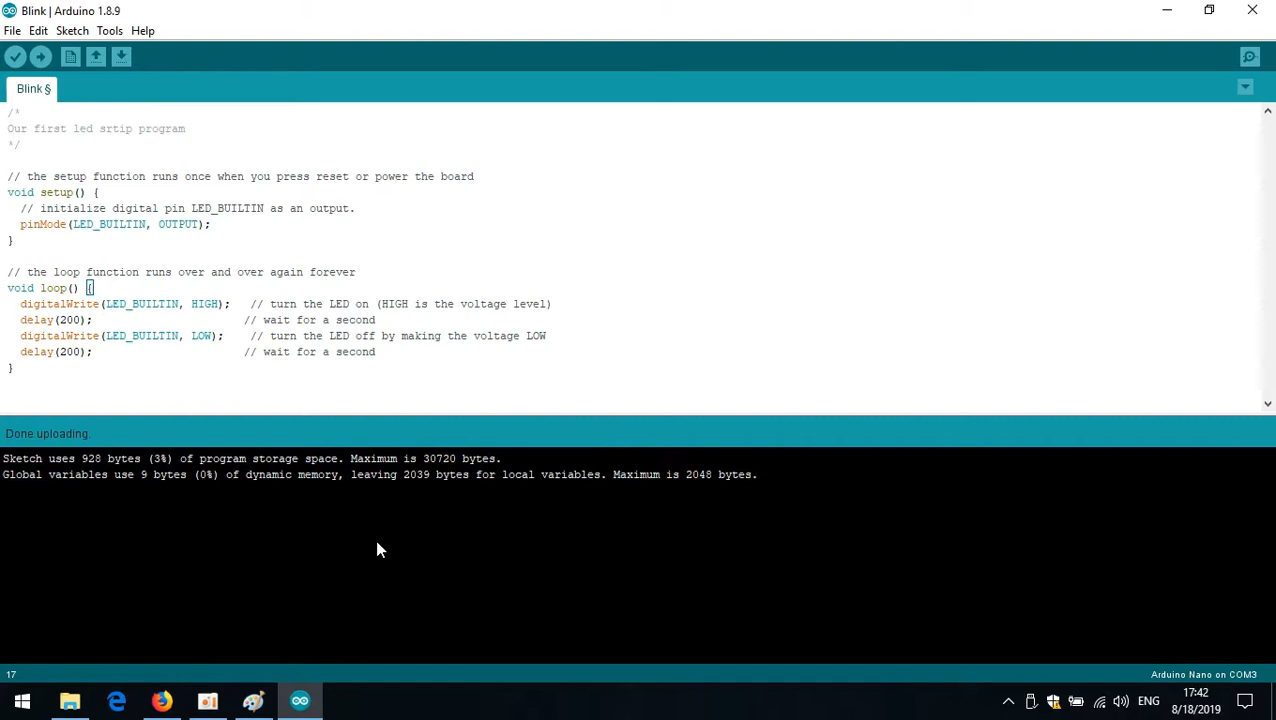 Blink | Arduino 1.8.9
File Edit Sketch Tools Help
Blink §
/*
Our first led srtip program
*/
// the setup function runs once when you press reset or power the board
void setup() {
// initialize digital pin LED_BUILTIN as an output.
pinMode(LED_BUILTIN, OUTPUT);
}
// the loop function runs over and over again forever
void loop() {
digitalWrite(LED_BUILTIN, HIGH); // turn the LED on (HIGH is the voltage level)
delay(200); // wait for a second
digitalWrite(LED_BUILTIN, LOW); // turn the LED off by making the voltage LOW
delay(200); // wait for a second
}
Done uploading.
Sketch uses 928 bytes (3%) of program storage space. Maximum is 30720 bytes.
Global variables use 9 bytes (0%) of dynamic memory, leaving 2039 bytes for local variables. Maximum is 2048 bytes.
17 Arduino Nano on COM3
ENG 17:42
8/18/2019